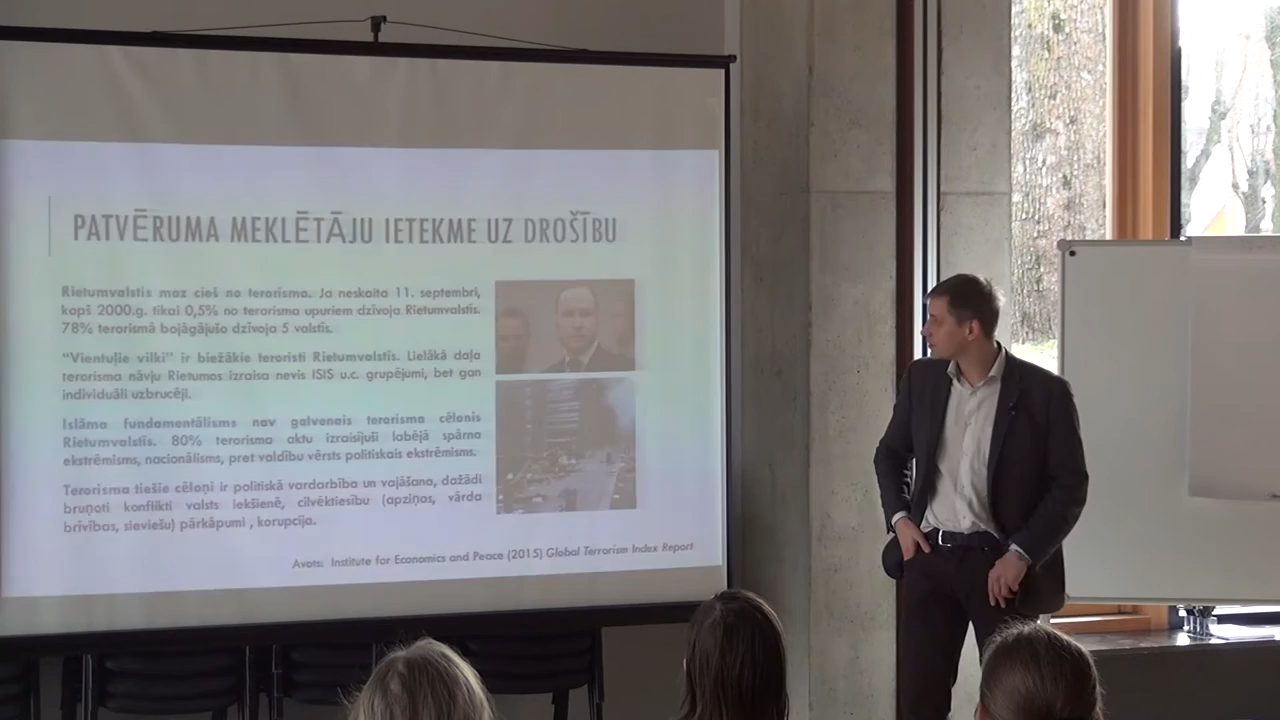 PATVĒRUMA MEKLĒTĀJU IETEKME UZ DROŠĪBU
Rietumvalstis maz cieš no terorisma. Ja neskaita 11. septembri,
kopš 2000.g. tikai 0,5% no terorisma upuriem dzīvoja Rietumvalstīs.
78% terorismā bojāgājušo dzīvoja 5 valstīs.
“Vientuļie vilki” ir biežākie teroristi Rietumvalstīs. Lielākā daļa
terorisma nāvju Rietumos izraisa nevis ISIS u.c. grupējumi, bet gan
individuāli uzbrucēji.
Islāma fundamentālisms nav galvenais terorisma cēlonis
Rietumvalstīs. 80% terorisma aktu izraisījuši labējā spārna
ekstrēmisms, nacionālisms, pret valdību vērsts politiskais ekstrēmisms.
Terorisma tiešie cēloņi ir politiskā vardarbība un vajāšana, dažādi
bruņoti konflikti valsts iekšienē, cilvēktiesību (apziņas, vārda
brīvības, sieviešu) pārkāpumi , korupcija.
Avots: Institute for Economics and Peace (2015) Global Terrorism Index Report